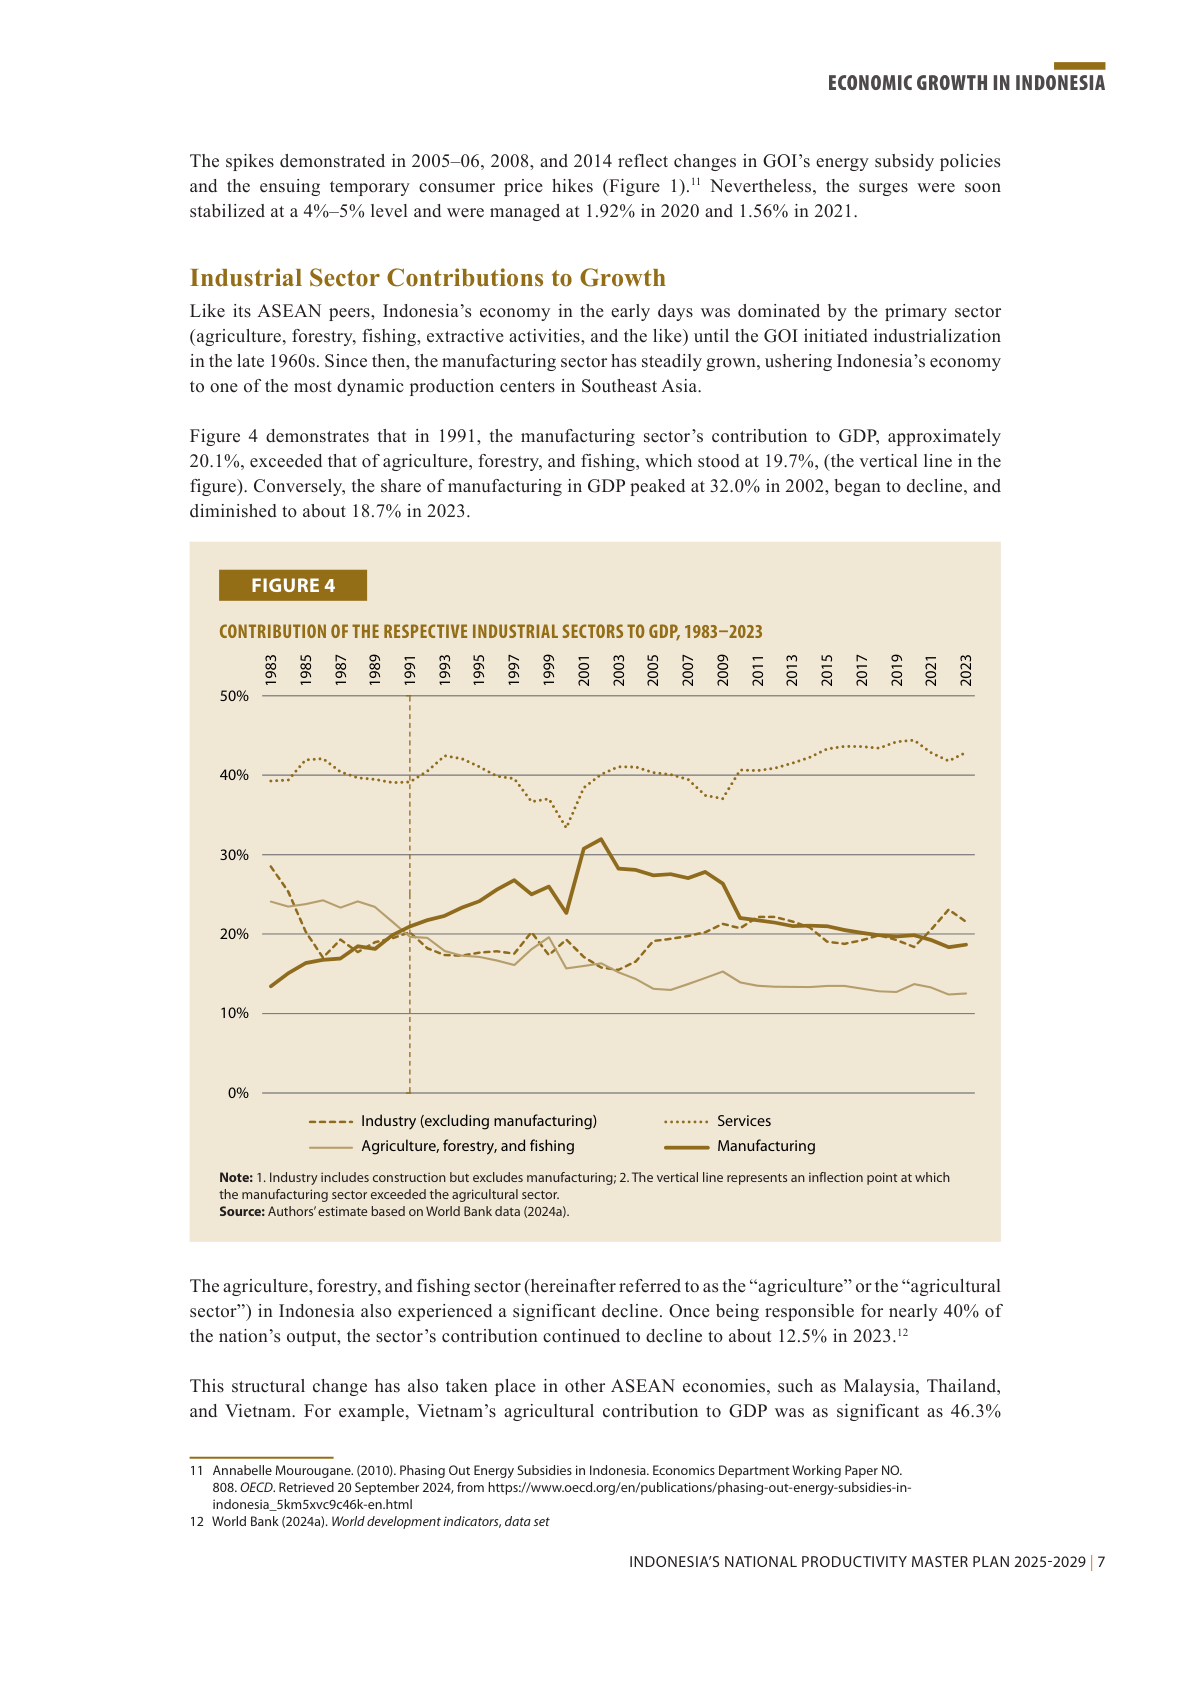 ECONOMIC GROWTH IN INDONESIA
The spikes demonstrated in 2005–06, 2008, and 2014 reflect changes in GOI’s energy subsidy policies
and the ensuing temporary consumer price hikes (Figure 1).11 Nevertheless, the surges were soon
stabilized at a 4%–5% level and were managed at 1.92% in 2020 and 1.56% in 2021.
Industrial Sector Contributions to Growth
Like its ASEAN peers, Indonesia’s economy in the early days was dominated by the primary sector
(agriculture, forestry, fishing, extractive activities, and the like) until the GOI initiated industrialization
in the late 1960s. Since then, the manufacturing sector has steadily grown, ushering Indonesia’s economy
to one of the most dynamic production centers in Southeast Asia.
Figure 4 demonstrates that in 1991, the manufacturing sector’s contribution to GDP, approximately
20.1%, exceeded that of agriculture, forestry, and fishing, which stood at 19.7%, (the vertical line in the
figure). Conversely, the share of manufacturing in GDP peaked at 32.0% in 2002, began to decline, and
diminished to about 18.7% in 2023.
FIGURE 4
CONTRIBUTION OF THE RESPECTIVE INDUSTRIAL SECTORS TO GDP, 1983–2023
1983 1985 1987 1989 1991 1993 1995 1997 1999 2001 2003 2005 2007 2009 2011 2013 2015 2017 2019 2021 2023
50%
40%
30%
20%
10%
0%
Industry (excluding manufacturing) Services
Agriculture, forestry, and fishing Manufacturing
Note: 1. Industry includes construction but excludes manufacturing; 2. The vertical line represents an inflection point at which
the manufacturing sector exceeded the agricultural sector.
Source: Authors’ estimate based on World Bank data (2024a).
The agriculture, forestry, and fishing sector (hereinafter referred to as the “agriculture” or the “agricultural
sector”) in Indonesia also experienced a significant decline. Once being responsible for nearly 40% of
the nation’s output, the sector’s contribution continued to decline to about 12.5% in 2023.12
This structural change has also taken place in other ASEAN economies, such as Malaysia, Thailand,
and Vietnam. For example, Vietnam’s agricultural contribution to GDP was as significant as 46.3%
11 Annabelle Mourougane. (2010). Phasing Out Energy Subsidies in Indonesia. Economics Department Working Paper NO.
808. OECD. Retrieved 20 September 2024, from https://www.oecd.org/en/publications/phasing-out-energy-subsidies-in-
indonesia_5km5xvc9c46k-en.html
12 World Bank (2024a). World development indicators, data set
INDONESIA’S NATIONAL PRODUCTIVITY MASTER PLAN 2025-2029 | 7